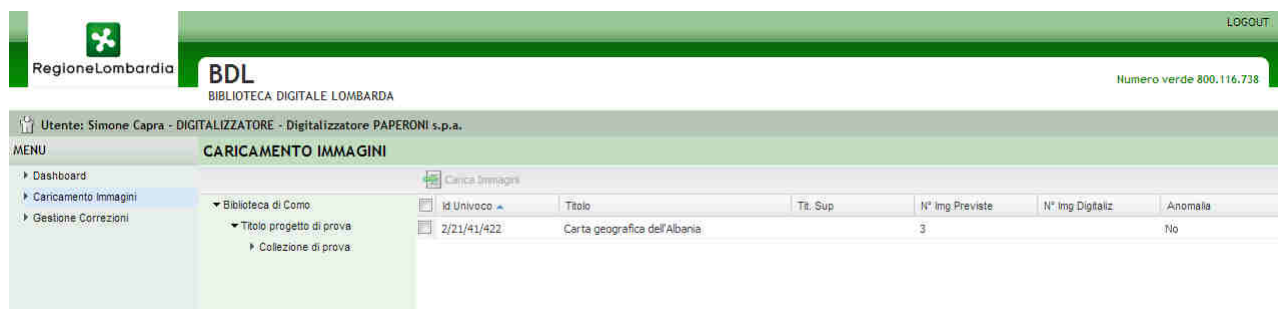 LOGOUT
RegioneLombardia
BDL
BIBLIOTECA DIGITALE LOMBARDA
Numero verde 800.116.738
Utente: Simone Capra - DIGITALIZZATORE - Digitalizzatore PAPERONI s.p.a.
MENU
CARICAMENTO IMMAGINI
Dashboard
Caricamento Immagini
Gestione Correzioni
Biblioteca di Como
Titolo progetto di prova
Collezione di prova
Carica Immagini
Id Univoco Titolo Tit. Sup N° Img Previste N° Img Digitaliz Anomalia
2/21/41/422 Carta geografica dell'Albania 3 No